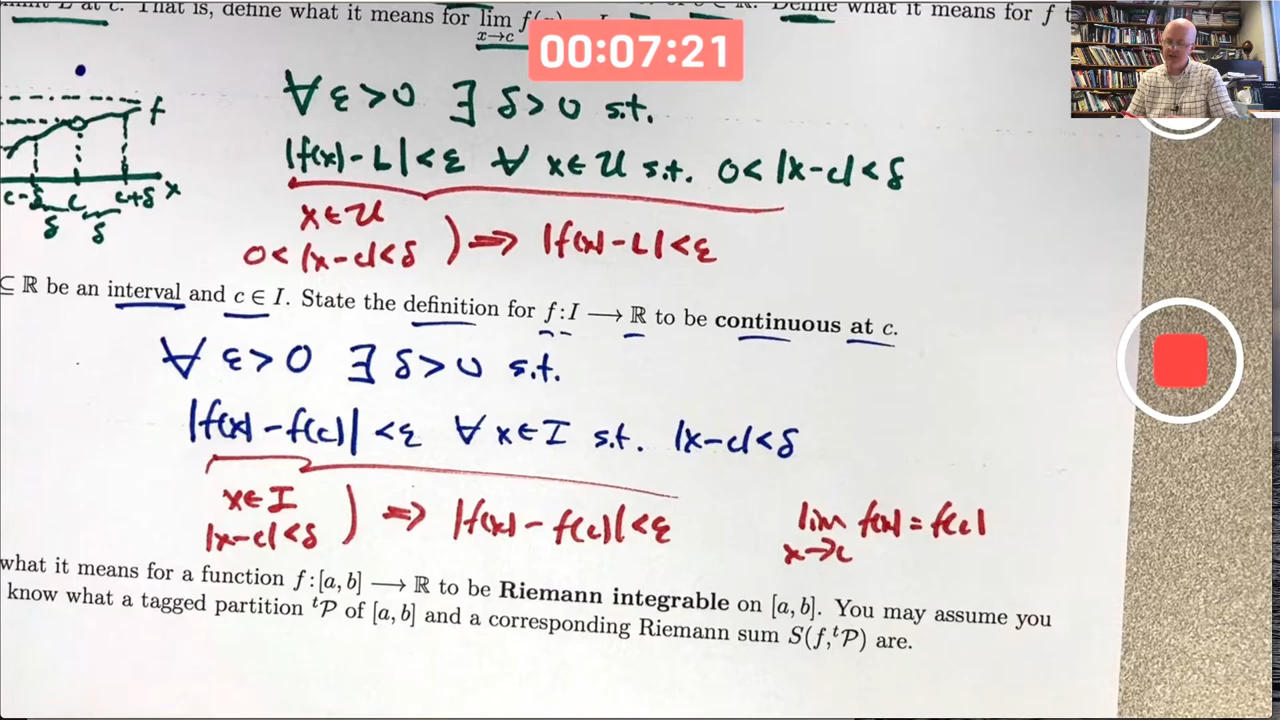 L at c. That is, define what it means for lim f(x)
x→c
ℝ. Define what it means for f
00:07:21
f
c-δ c c+δ x
δ δ
∀ ε>0 ∃ δ>0 s.t.
|f(x)-L|<ε ∀ x∈U s.t. 0<|x-c|<δ
x∈U
0<|x-c|<δ ) ⇒ |f(x)-L|<ε
⊆ ℝ be an interval and c ∈ I. State the definition for f: I ⟶ ℝ to be continuous at c.
∀ ε>0 ∃ δ>0 s.t.
|f(x)-f(c)|<ε ∀ x∈I s.t. |x-c|<δ
x∈I
|x-c|<δ ) ⇒ |f(x)-f(c)|<ε
lim f(x)=f(c)
x→c
what it means for a function f: [a, b] ⟶ ℝ to be Riemann integrable on [a, b]. You may assume you
know what a tagged partition ᵗP of [a, b] and a corresponding Riemann sum S(f,ᵗP) are.